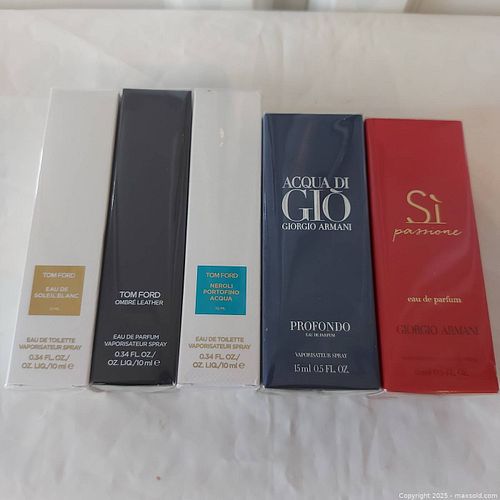 TOM FORD
EAU DE
SOLEIL BLANC
EAU DE TOILETTE
VAPORISATEUR SPRAY
0.34 FL.OZ./
OZ. LIQ./10 ml e
TOM FORD
OMBRÉ LEATHER
EAU DE PARFUM
VAPORISATEUR SPRAY
0.34 FL.OZ./
OZ. LIQ./10 ml e
TOM FORD
NEROLI
PORTOFINO
ACQUA
EAU DE TOILETTE
VAPORISATEUR SPRAY
0.34 FL.OZ./
OZ. LIQ./10 ml e
ACQUA DI
GIÒ
GIORGIO ARMANI
PROFONDO
EAU DE PARFUM
VAPORISATEUR SPRAY
15 ml 0.5 FL. OZ.
Sì
passione
eau de parfum
GIORGIO ARMANI
Copyright 2025 - maxsold.com